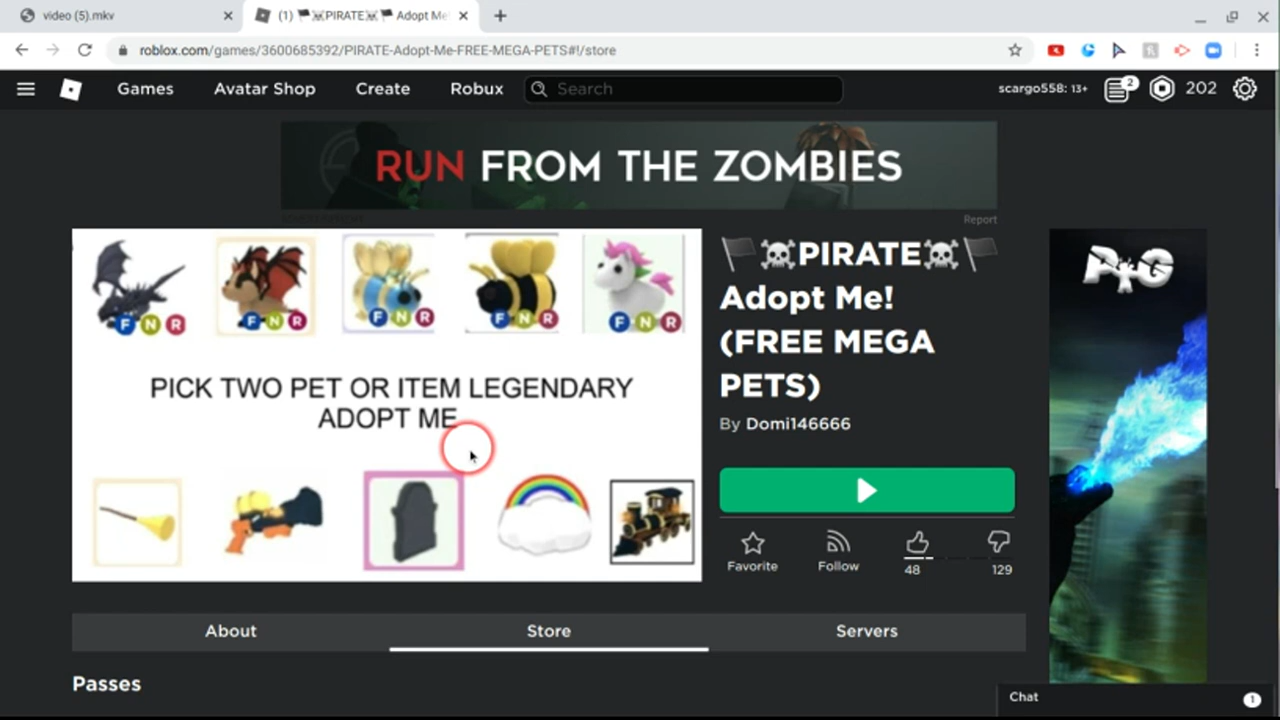 video (5).mkv
(1) 🏴☠️PIRATE☠️🏴 Adopt Me
roblox.com/games/3600685392/PIRATE-Adopt-Me-FREE-MEGA-PETS#!/store
Games
Avatar Shop
Create
Robux
Search
scargo558: 13+
2
202
RUN FROM THE ZOMBIES
Report
F N R
F N R
F N R
F N R
F N R
PICK TWO PET OR ITEM LEGENDARY
ADOPT ME
🏴☠️PIRATE☠️🏴
Adopt Me!
(FREE MEGA
PETS)
By Domi146666
PIG
Favorite
Follow
48
129
About
Store
Servers
Passes
Chat
1